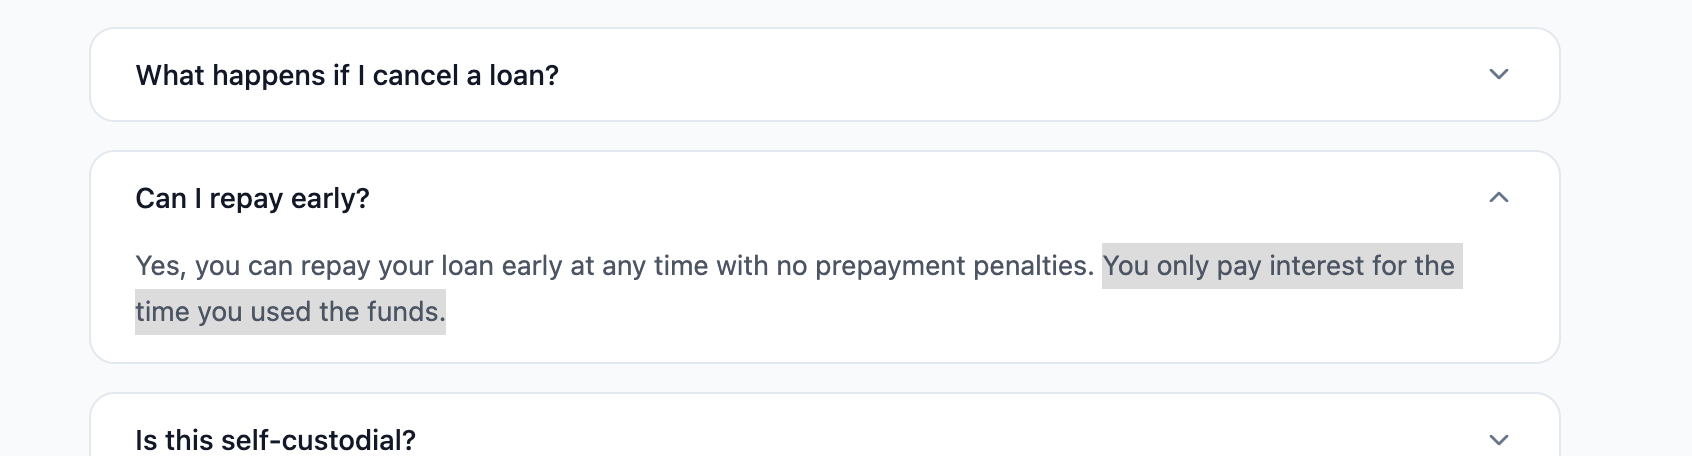 What happens if I cancel a loan?
Can I repay early?
Yes, you can repay your loan early at any time with no prepayment penalties. You only pay interest for the
time you used the funds.
Is this self-custodial?